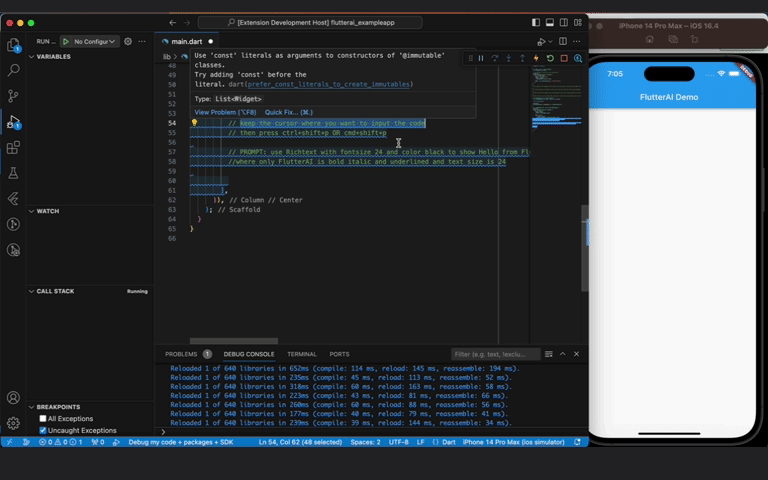 [Extension Development Host] flutterai_exampleapp
RUN ...
No Configur
VARIABLES
main.dart
lib
Use 'const' literals as arguments to constructors of '@immutable'
classes.
Try adding 'const' before the
literal. dart(prefer_const_literals_to_create_immutables)
Type: List<Widget>
View Problem (⌥F8) Quick Fix... (⌘.)
48
49
50
51
52
53
54 // keep the cursor where you want to input the code
55 // then press ctrl+shift+p OR cmd+shift+p
56
57 // PROMPT: use Richtext with fontsize 24 and color black to show Hello from Fl
58 //where only FlutterAI is bold italic and underlined and text size is 24
59
60
61 ],
62 )), // Column // Center
63 ); // Scaffold
64 }
65 }
66
WATCH
CALL STACK Running
BREAKPOINTS
All Exceptions
Uncaught Exceptions
PROBLEMS 1 DEBUG CONSOLE TERMINAL PORTS
Filter (e.g. text, !exclu...
Reloaded 1 of 640 libraries in 652ms (compile: 114 ms, reload: 145 ms, reassemble: 194 ms).
Reloaded 1 of 640 libraries in 235ms (compile: 45 ms, reload: 113 ms, reassemble: 52 ms).
Reloaded 1 of 640 libraries in 318ms (compile: 60 ms, reload: 163 ms, reassemble: 58 ms).
Reloaded 1 of 640 libraries in 223ms (compile: 43 ms, reload: 81 ms, reassemble: 66 ms).
Reloaded 1 of 640 libraries in 260ms (compile: 60 ms, reload: 88 ms, reassemble: 56 ms).
Reloaded 1 of 640 libraries in 177ms (compile: 40 ms, reload: 79 ms, reassemble: 41 ms).
Reloaded 1 of 640 libraries in 239ms (compile: 39 ms, reload: 144 ms, reassemble: 34 ms).
0 0 1 0 Debug my code + packages + SDK Ln 54, Col 62 (48 selected) Spaces: 2 UTF-8 LF {} Dart iPhone 14 Pro Max (ios simulator)
iPhone 14 Pro Max – iOS 16.4
7:05
FlutterAI Demo